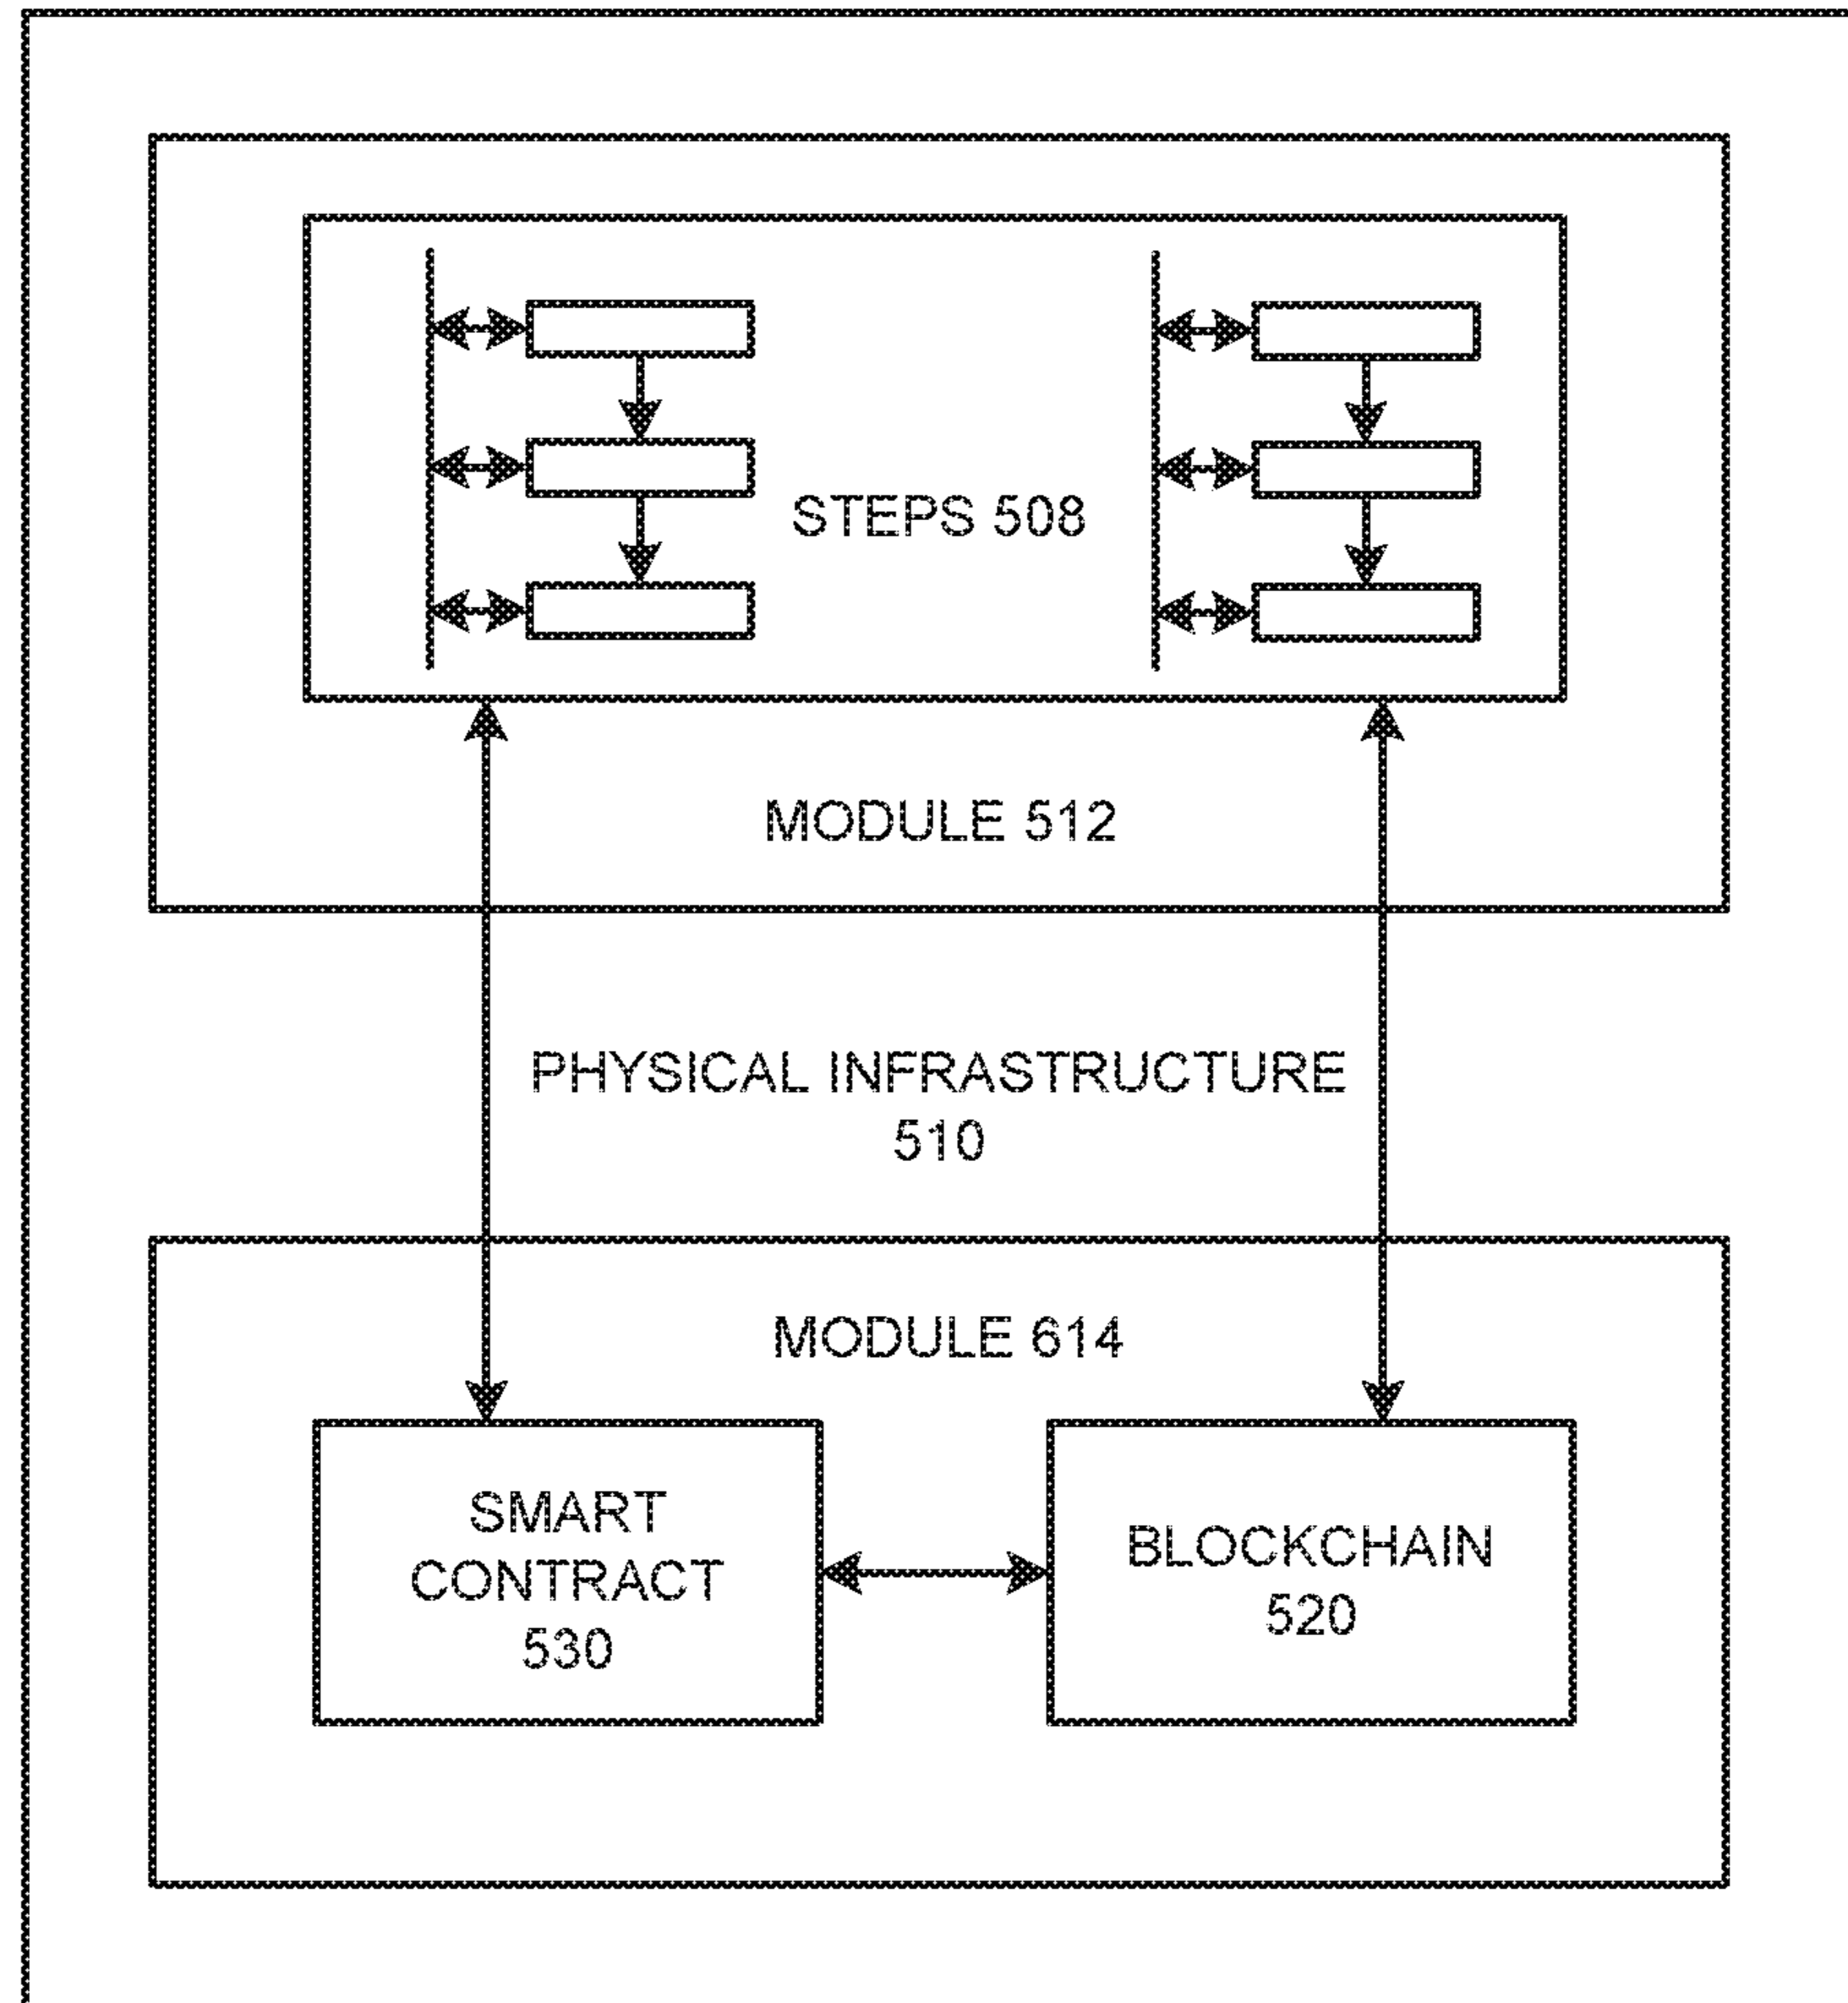 STEPS 508
MODULE 512
PHYSICAL INFRASTRUCTURE
510
MODULE 614
SMART
CONTRACT
530
BLOCKCHAIN
520